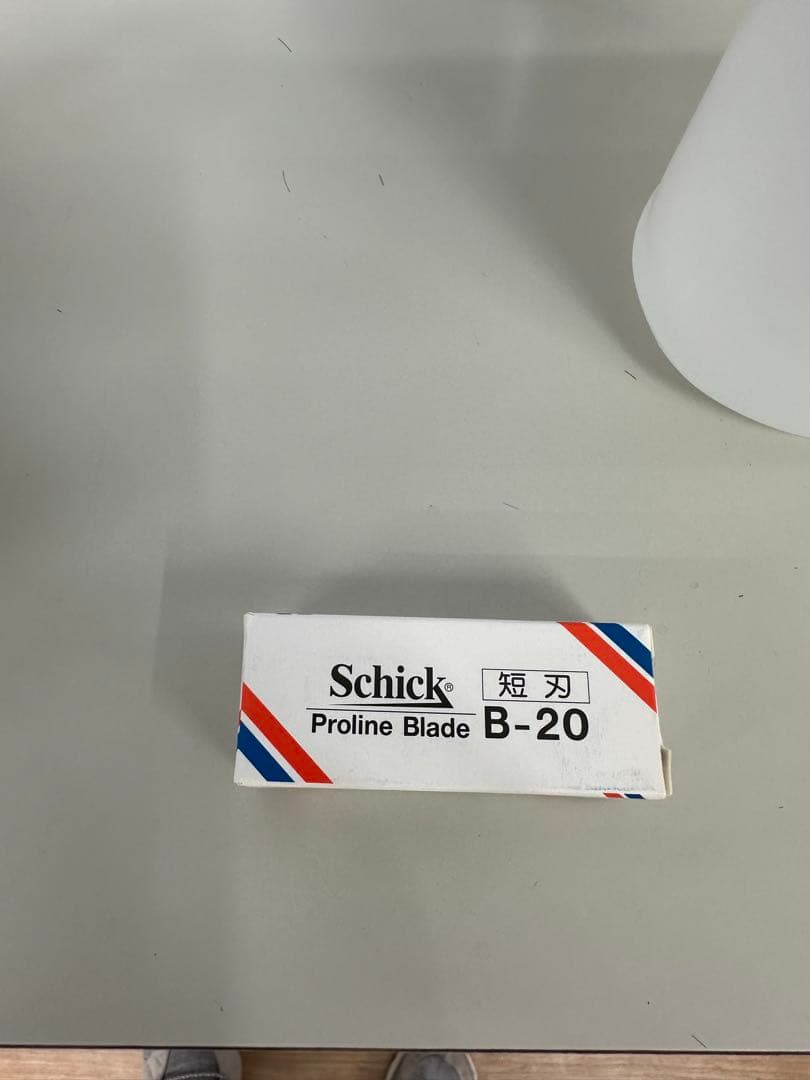 Schick®
短刃
Proline Blade B-20